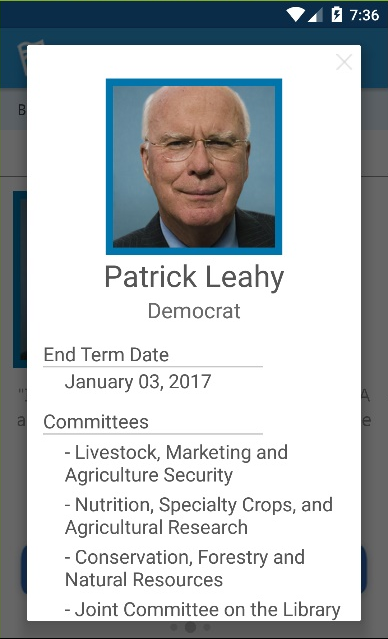 7:36
B
Patrick Leahy
Democrat
End Term Date
January 03, 2017
Committees
- Livestock, Marketing and
Agriculture Security
- Nutrition, Specialty Crops, and
Agricultural Research
- Conservation, Forestry and
Natural Resources
- Joint Committee on the Library